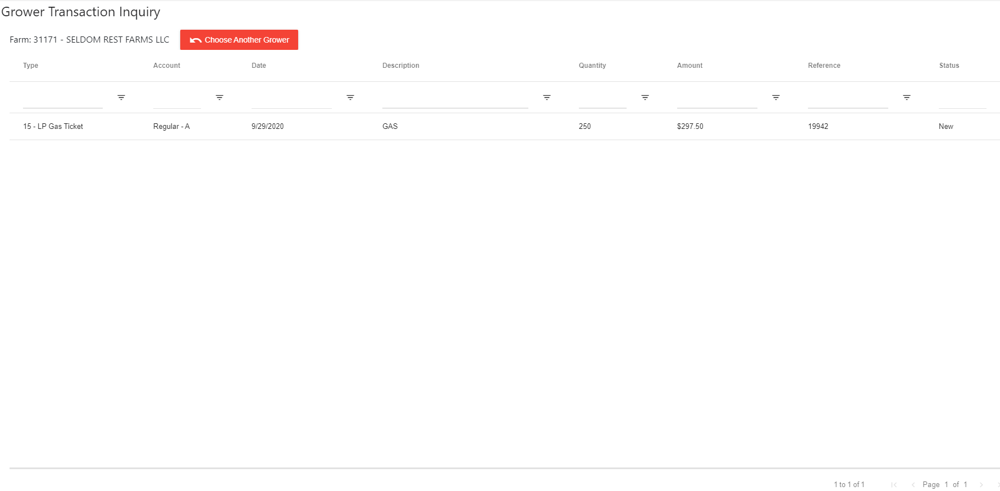 Grower Transaction Inquiry
Farm: 31171 - SELDOM REST FARMS LLC Choose Another Grower
Type Account Date Description Quantity Amount Reference Status
15 - LP Gas Ticket Regular - A 9/29/2020 GAS 250 $297.50 19942 New
1 to 1 of 1 Page 1 of 1